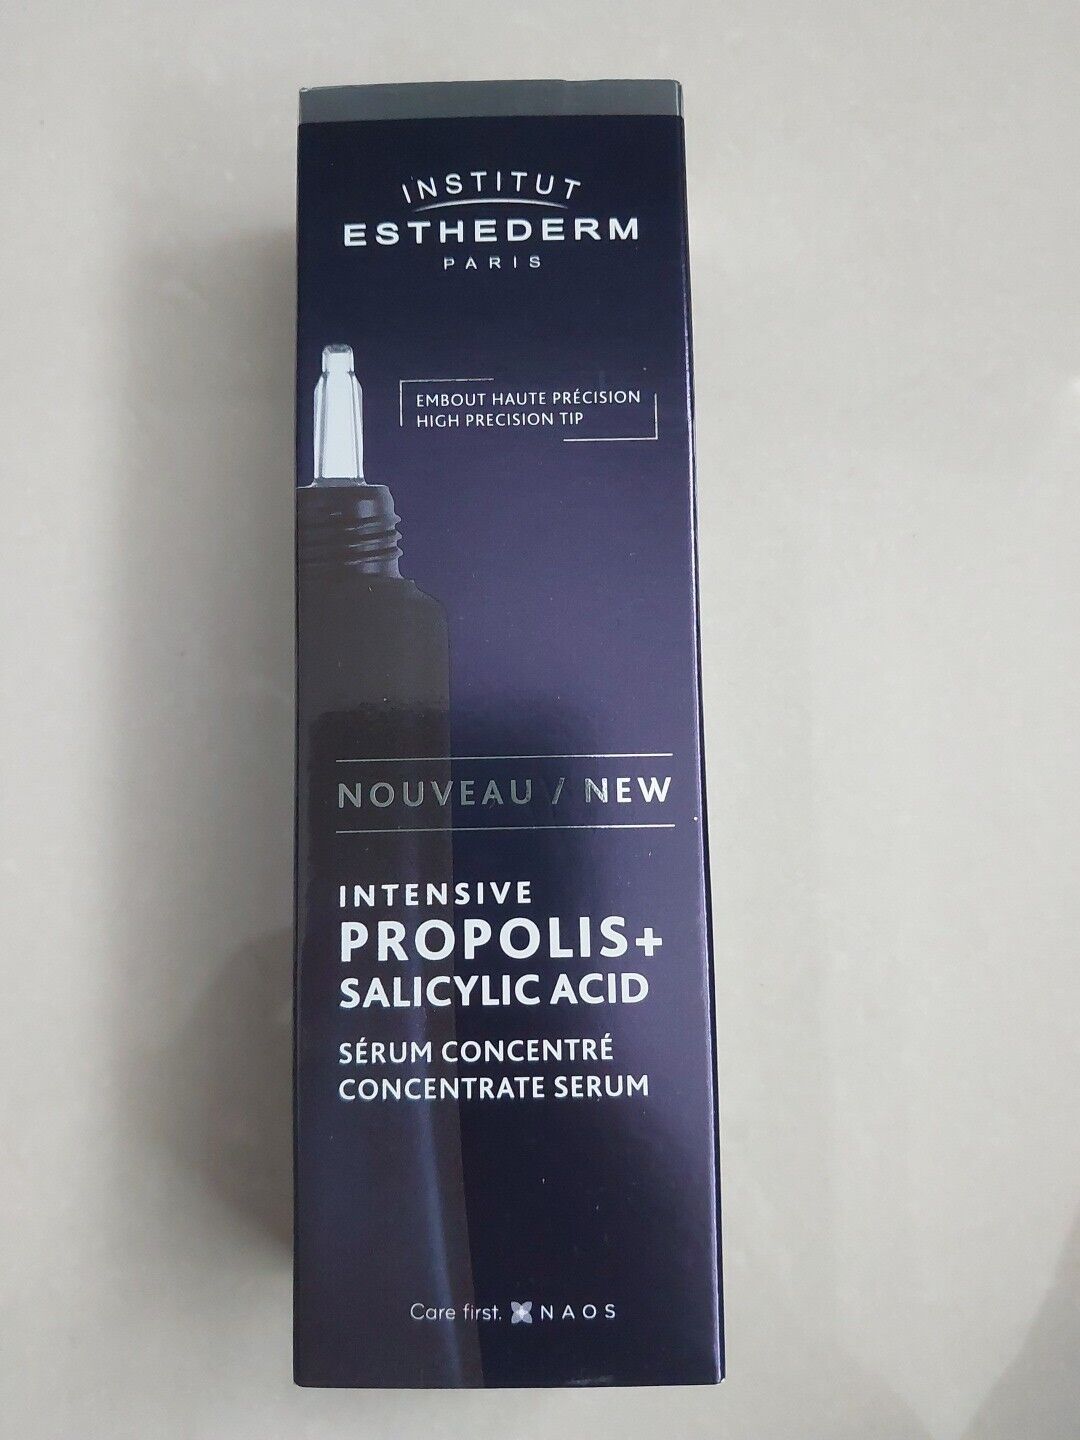 INSTITUT
ESTHEDERM
PARIS
EMBOUT HAUTE PRÉCISION
HIGH PRECISION TIP
NOUVEAU / NEW
INTENSIVE
PROPOLIS+
SALICYLIC ACID
SÉRUM CONCENTRÉ
CONCENTRATE SERUM
Care first. NAOS